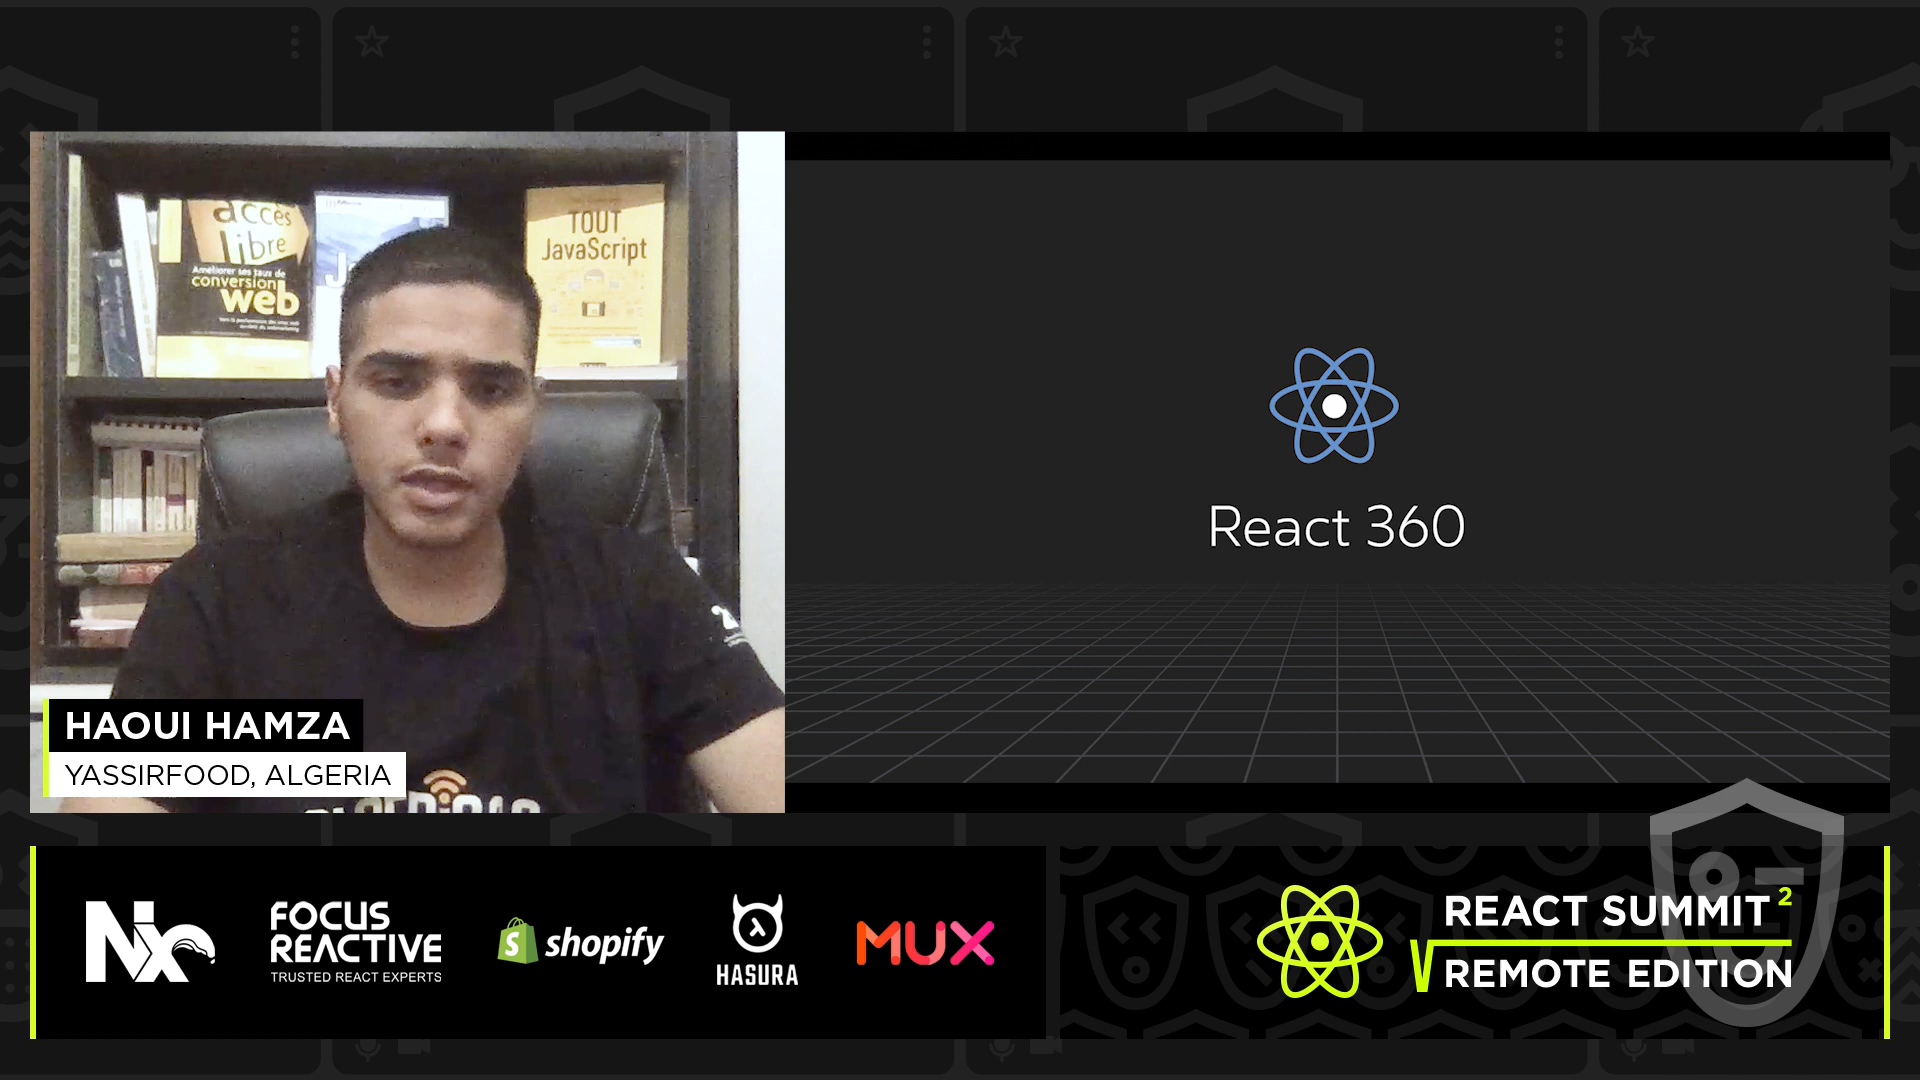 accès
libre
Améliorer ses taux de
conversion
web
TOUT
JavaScript
React 360
HAOUI HAMZA
YASSIRFOOD, ALGERIA
Nx
FOCUS
REACTIVE
TRUSTED REACT EXPERTS
S shopify
HASURA
MUX
REACT SUMMIT 2
REMOTE EDITION